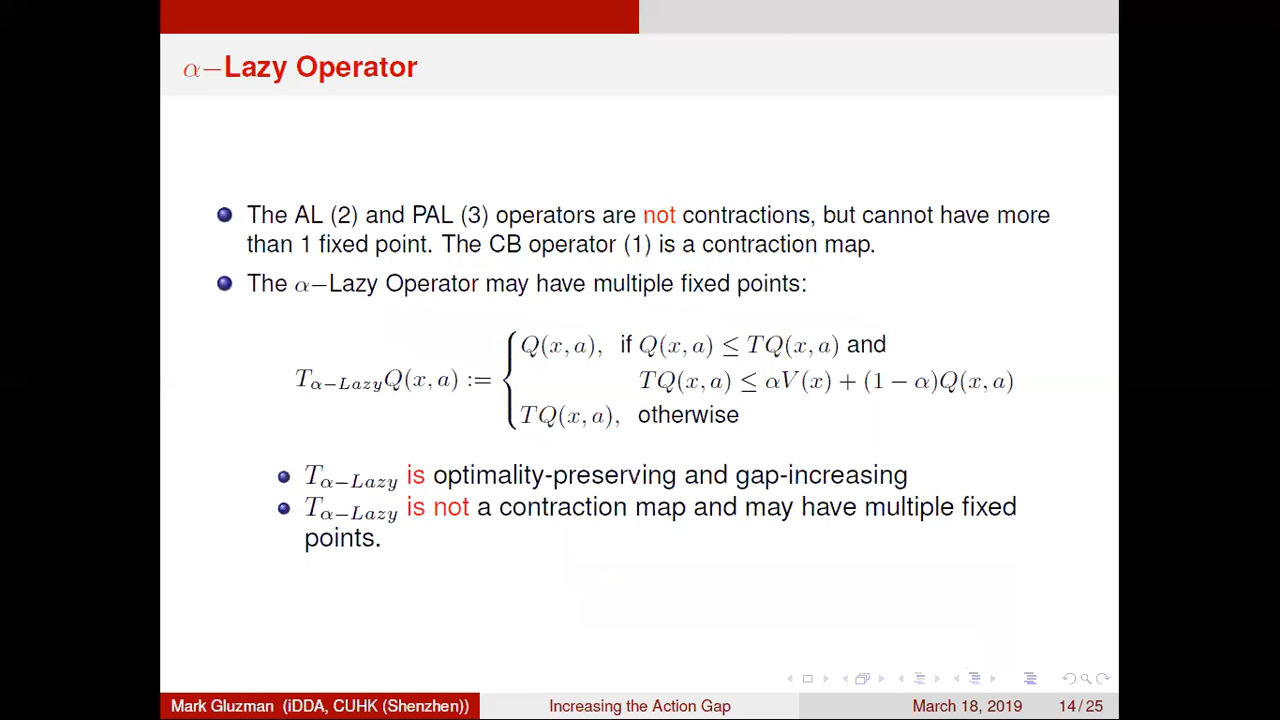 α−Lazy Operator
The AL (2) and PAL (3) operators are not contractions, but cannot have more
than 1 fixed point. The CB operator (1) is a contraction map.
The α−Lazy Operator may have multiple fixed points:
Q(x, a), if Q(x, a) ≤ TQ(x, a) and
T_{α−Lazy}Q(x, a) := { TQ(x, a) ≤ αV(x) + (1 − α)Q(x, a)
TQ(x, a), otherwise
T_{α−Lazy} is optimality-preserving and gap-increasing
T_{α−Lazy} is not a contraction map and may have multiple fixed
points.
Mark Gluzman (iDDA, CUHK (Shenzhen)) Increasing the Action Gap March 18, 2019 14 / 25